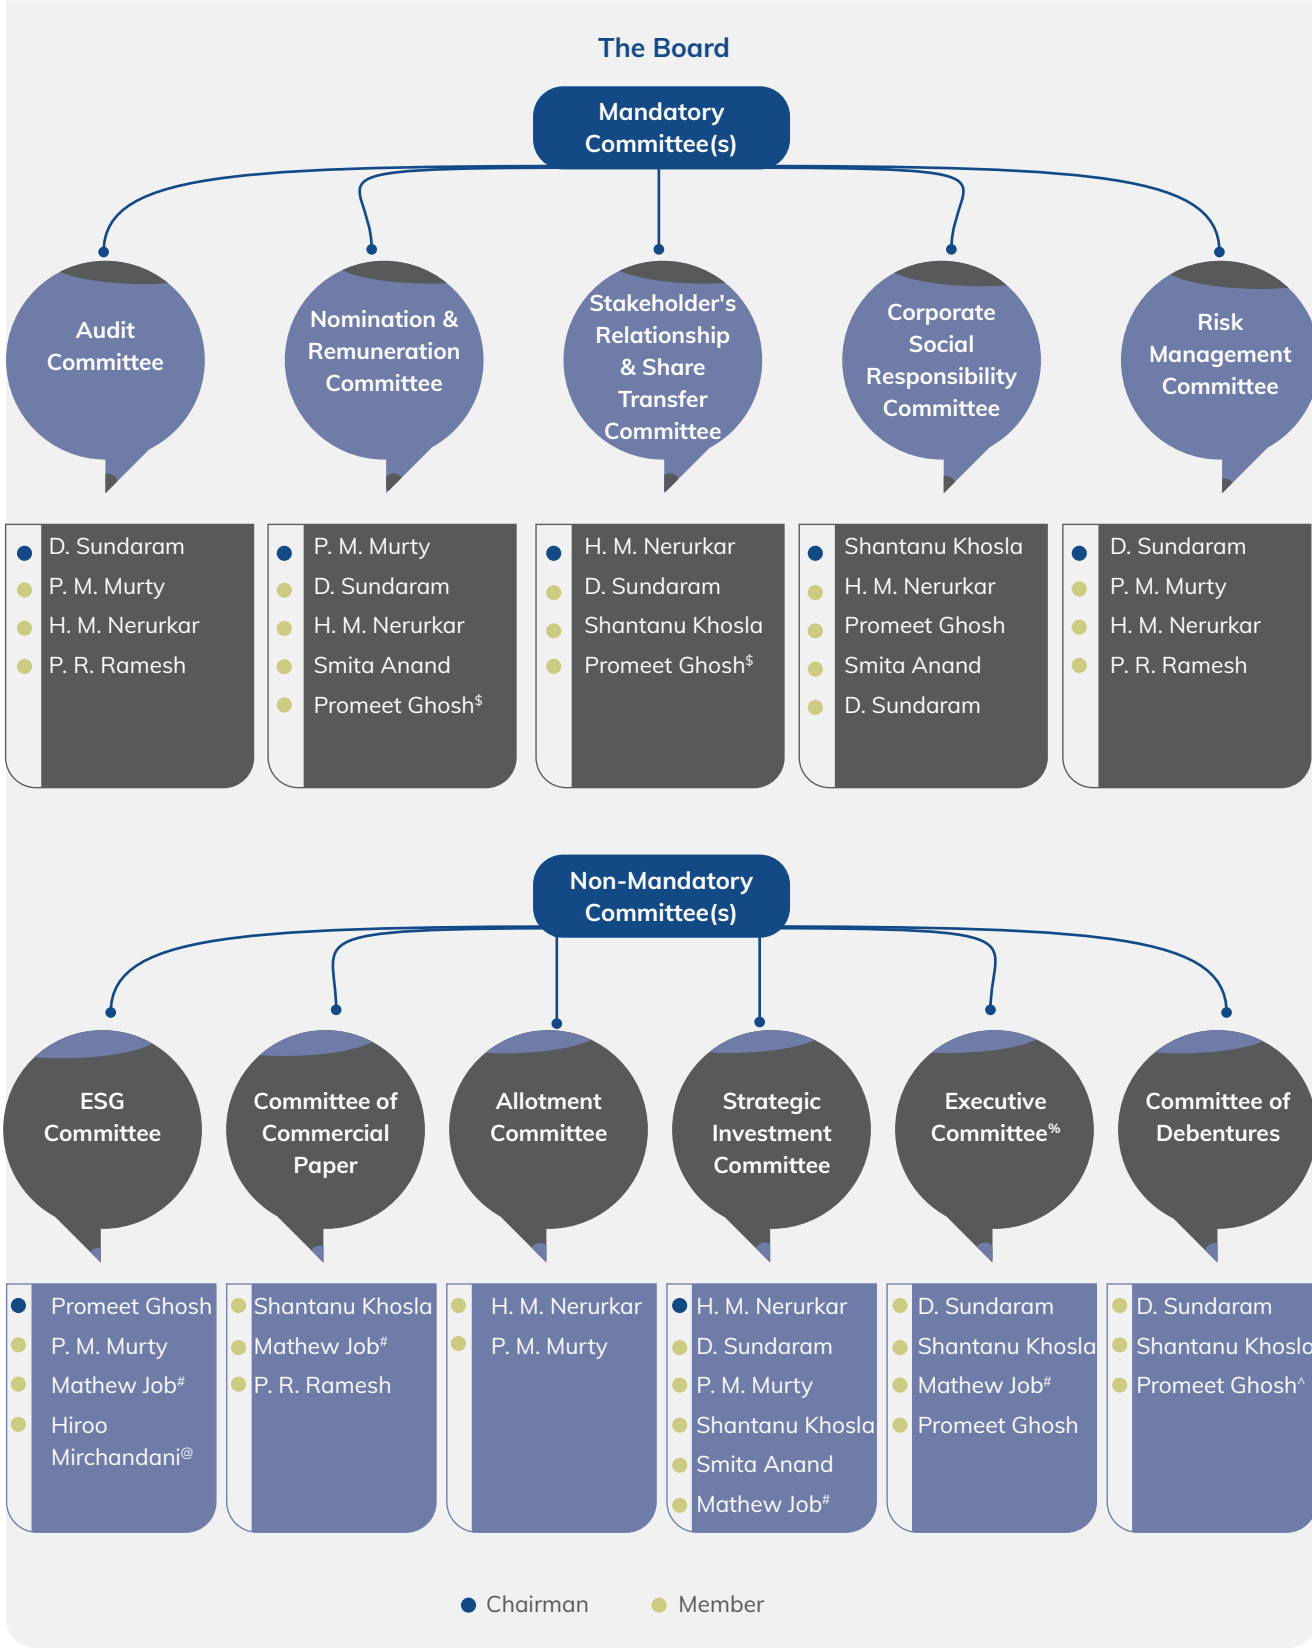 The Board
Mandatory
Committee(s)
Audit
Committee
Nomination &
Remuneration
Committee
Stakeholder's
Relationship
& Share
Transfer
Committee
Corporate
Social
Responsibility
Committee
Risk
Management
Committee
D. Sundaram
P. M. Murty
H. M. Nerurkar
P. R. Ramesh
P. M. Murty
D. Sundaram
H. M. Nerurkar
Smita Anand
Promeet Ghosh$
H. M. Nerurkar
D. Sundaram
Shantanu Khosla
Promeet Ghosh$
Shantanu Khosla
H. M. Nerurkar
Promeet Ghosh
Smita Anand
D. Sundaram
D. Sundaram
P. M. Murty
H. M. Nerurkar
P. R. Ramesh
Non-Mandatory
Committee(s)
ESG
Committee
Committee of
Commercial
Paper
Allotment
Committee
Strategic
Investment
Committee
Executive
Committee%
Committee of
Debentures
Promeet Ghosh
P. M. Murty
Mathew Job#
Hiroo
Mirchandani@
Shantanu Khosla
Mathew Job#
P. R. Ramesh
H. M. Nerurkar
P. M. Murty
H. M. Nerurkar
D. Sundaram
P. M. Murty
Shantanu Khosla
Smita Anand
Mathew Job#
D. Sundaram
Shantanu Khosla
Mathew Job#
Promeet Ghosh
D. Sundaram
Shantanu Khosla
Promeet Ghosh^
Chairman
Member